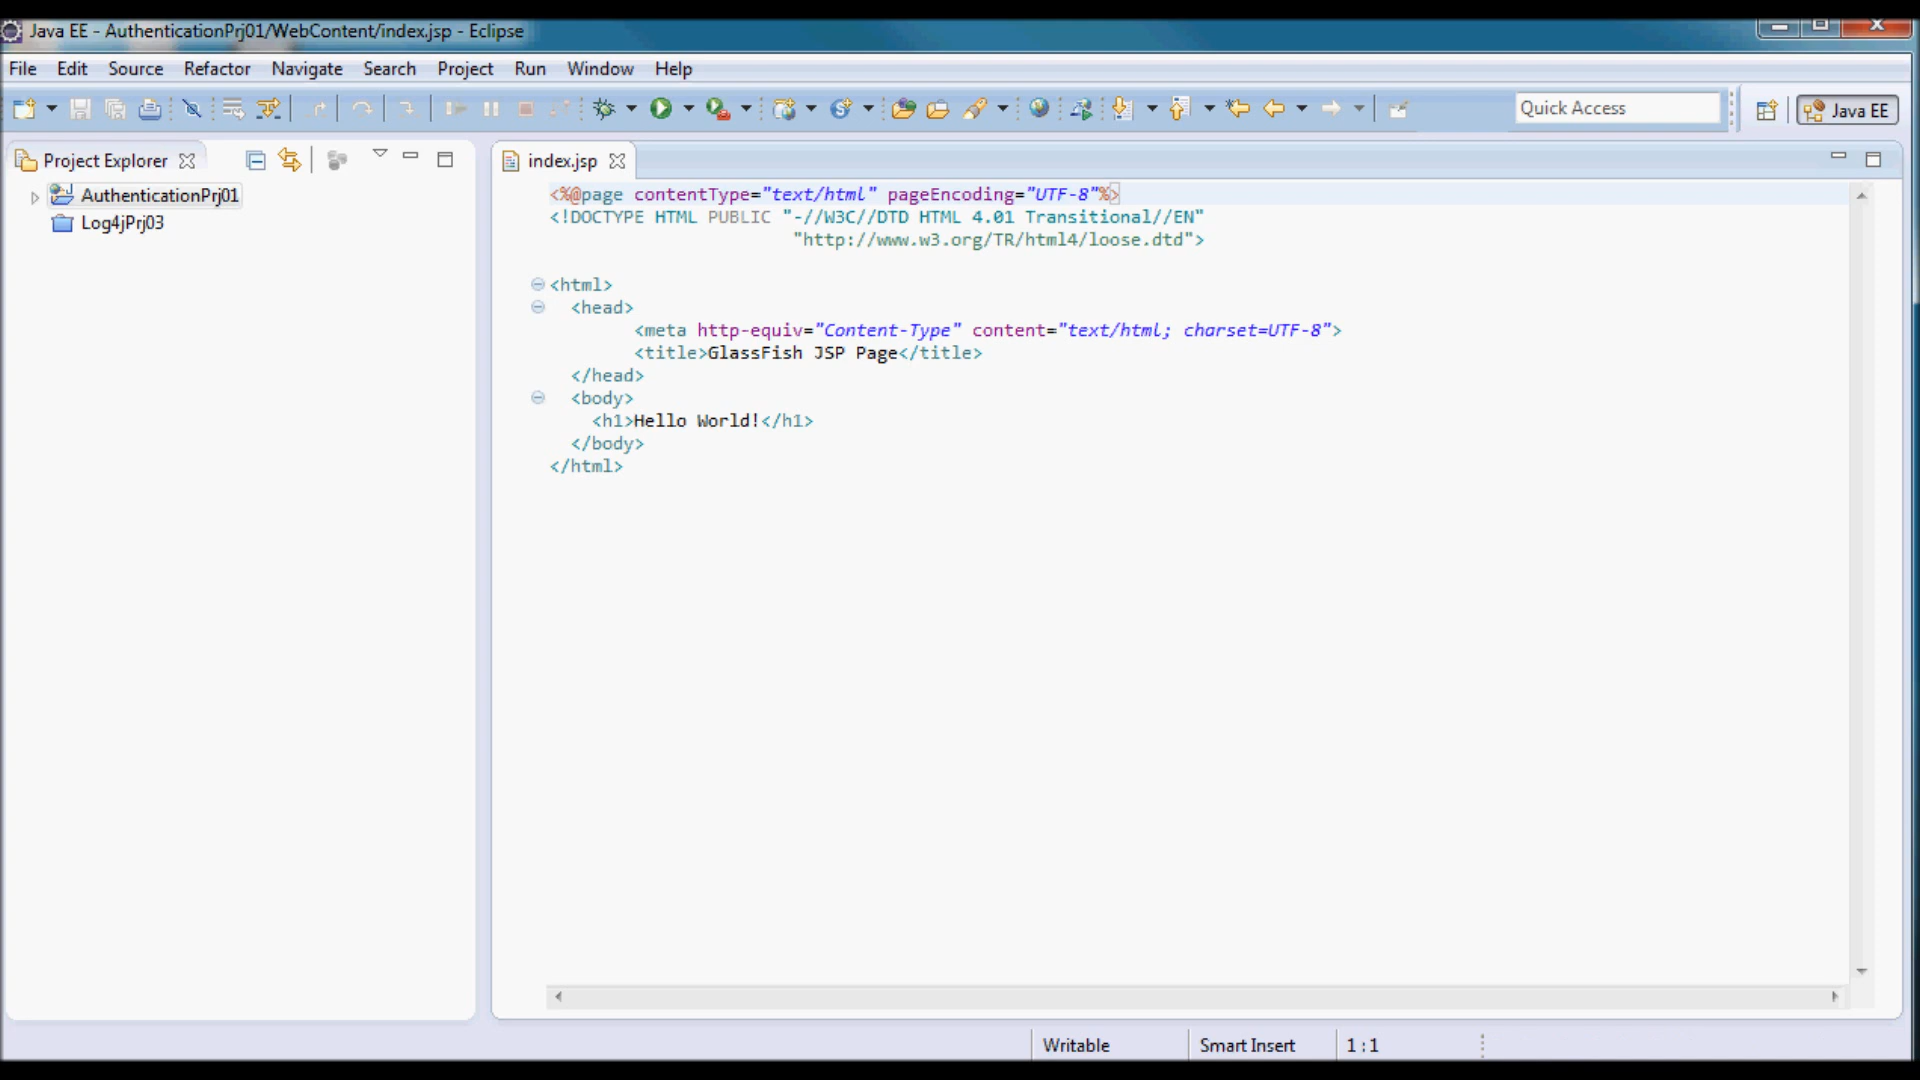 Java EE - AuthenticationPrj01/WebContent/index.jsp - Eclipse
File Edit Source Refactor Navigate Search Project Run Window Help
Quick Access
Java EE
Project Explorer
AuthenticationPrj01
Log4jPrj03
index.jsp
<%@page contentType="text/html" pageEncoding="UTF-8"%>
<!DOCTYPE HTML PUBLIC "-//W3C//DTD HTML 4.01 Transitional//EN"
"http://www.w3.org/TR/html4/loose.dtd">
<html>
<head>
<meta http-equiv="Content-Type" content="text/html; charset=UTF-8">
<title>GlassFish JSP Page</title>
</head>
<body>
<h1>Hello World!</h1>
</body>
</html>
Writable
Smart Insert
1 : 1